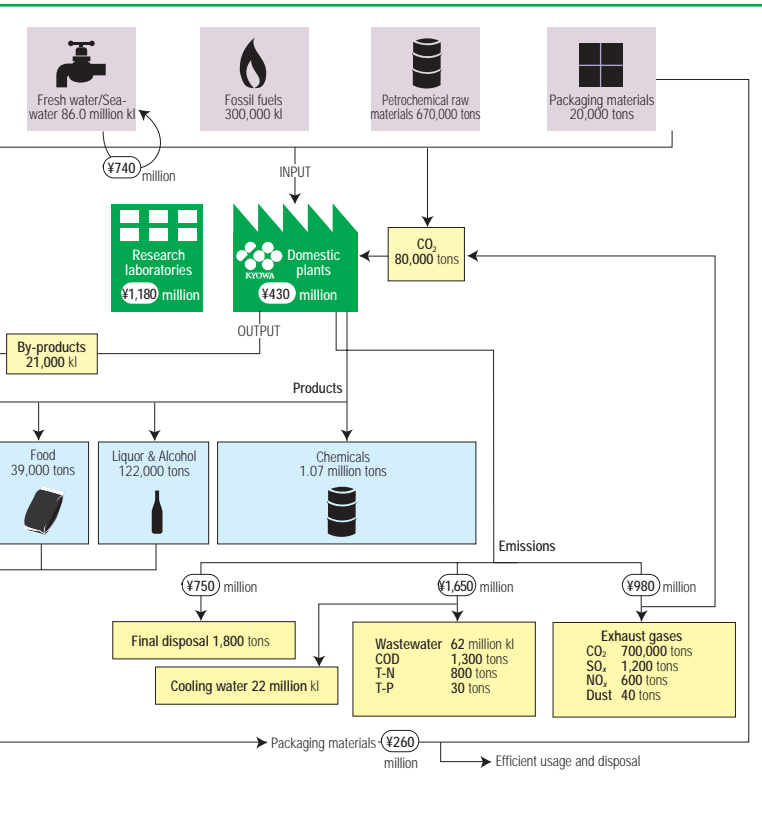 Fresh water/Sea-
water 86.0 million kl
Fossil fuels
300,000 kl
Petrochemical raw
materials 670,000 tons
Packaging materials
20,000 tons
¥740 million
INPUT
Research
laboratories
¥1,180 million
KYOWA
Domestic
plants
¥430 million
CO₂
80,000 tons
OUTPUT
By-products
21,000 kl
Products
Food
39,000 tons
Liquor & Alcohol
122,000 tons
Chemicals
1.07 million tons
Emissions
¥750 million
¥1,650 million
¥980 million
Final disposal 1,800 tons
Cooling water 22 million kl
Wastewater 62 million kl
COD 1,300 tons
T-N 800 tons
T-P 30 tons
Exhaust gases
CO₂ 700,000 tons
SOₓ 1,200 tons
NOₓ 600 tons
Dust 40 tons
Packaging materials ¥260
million
Efficient usage and disposal